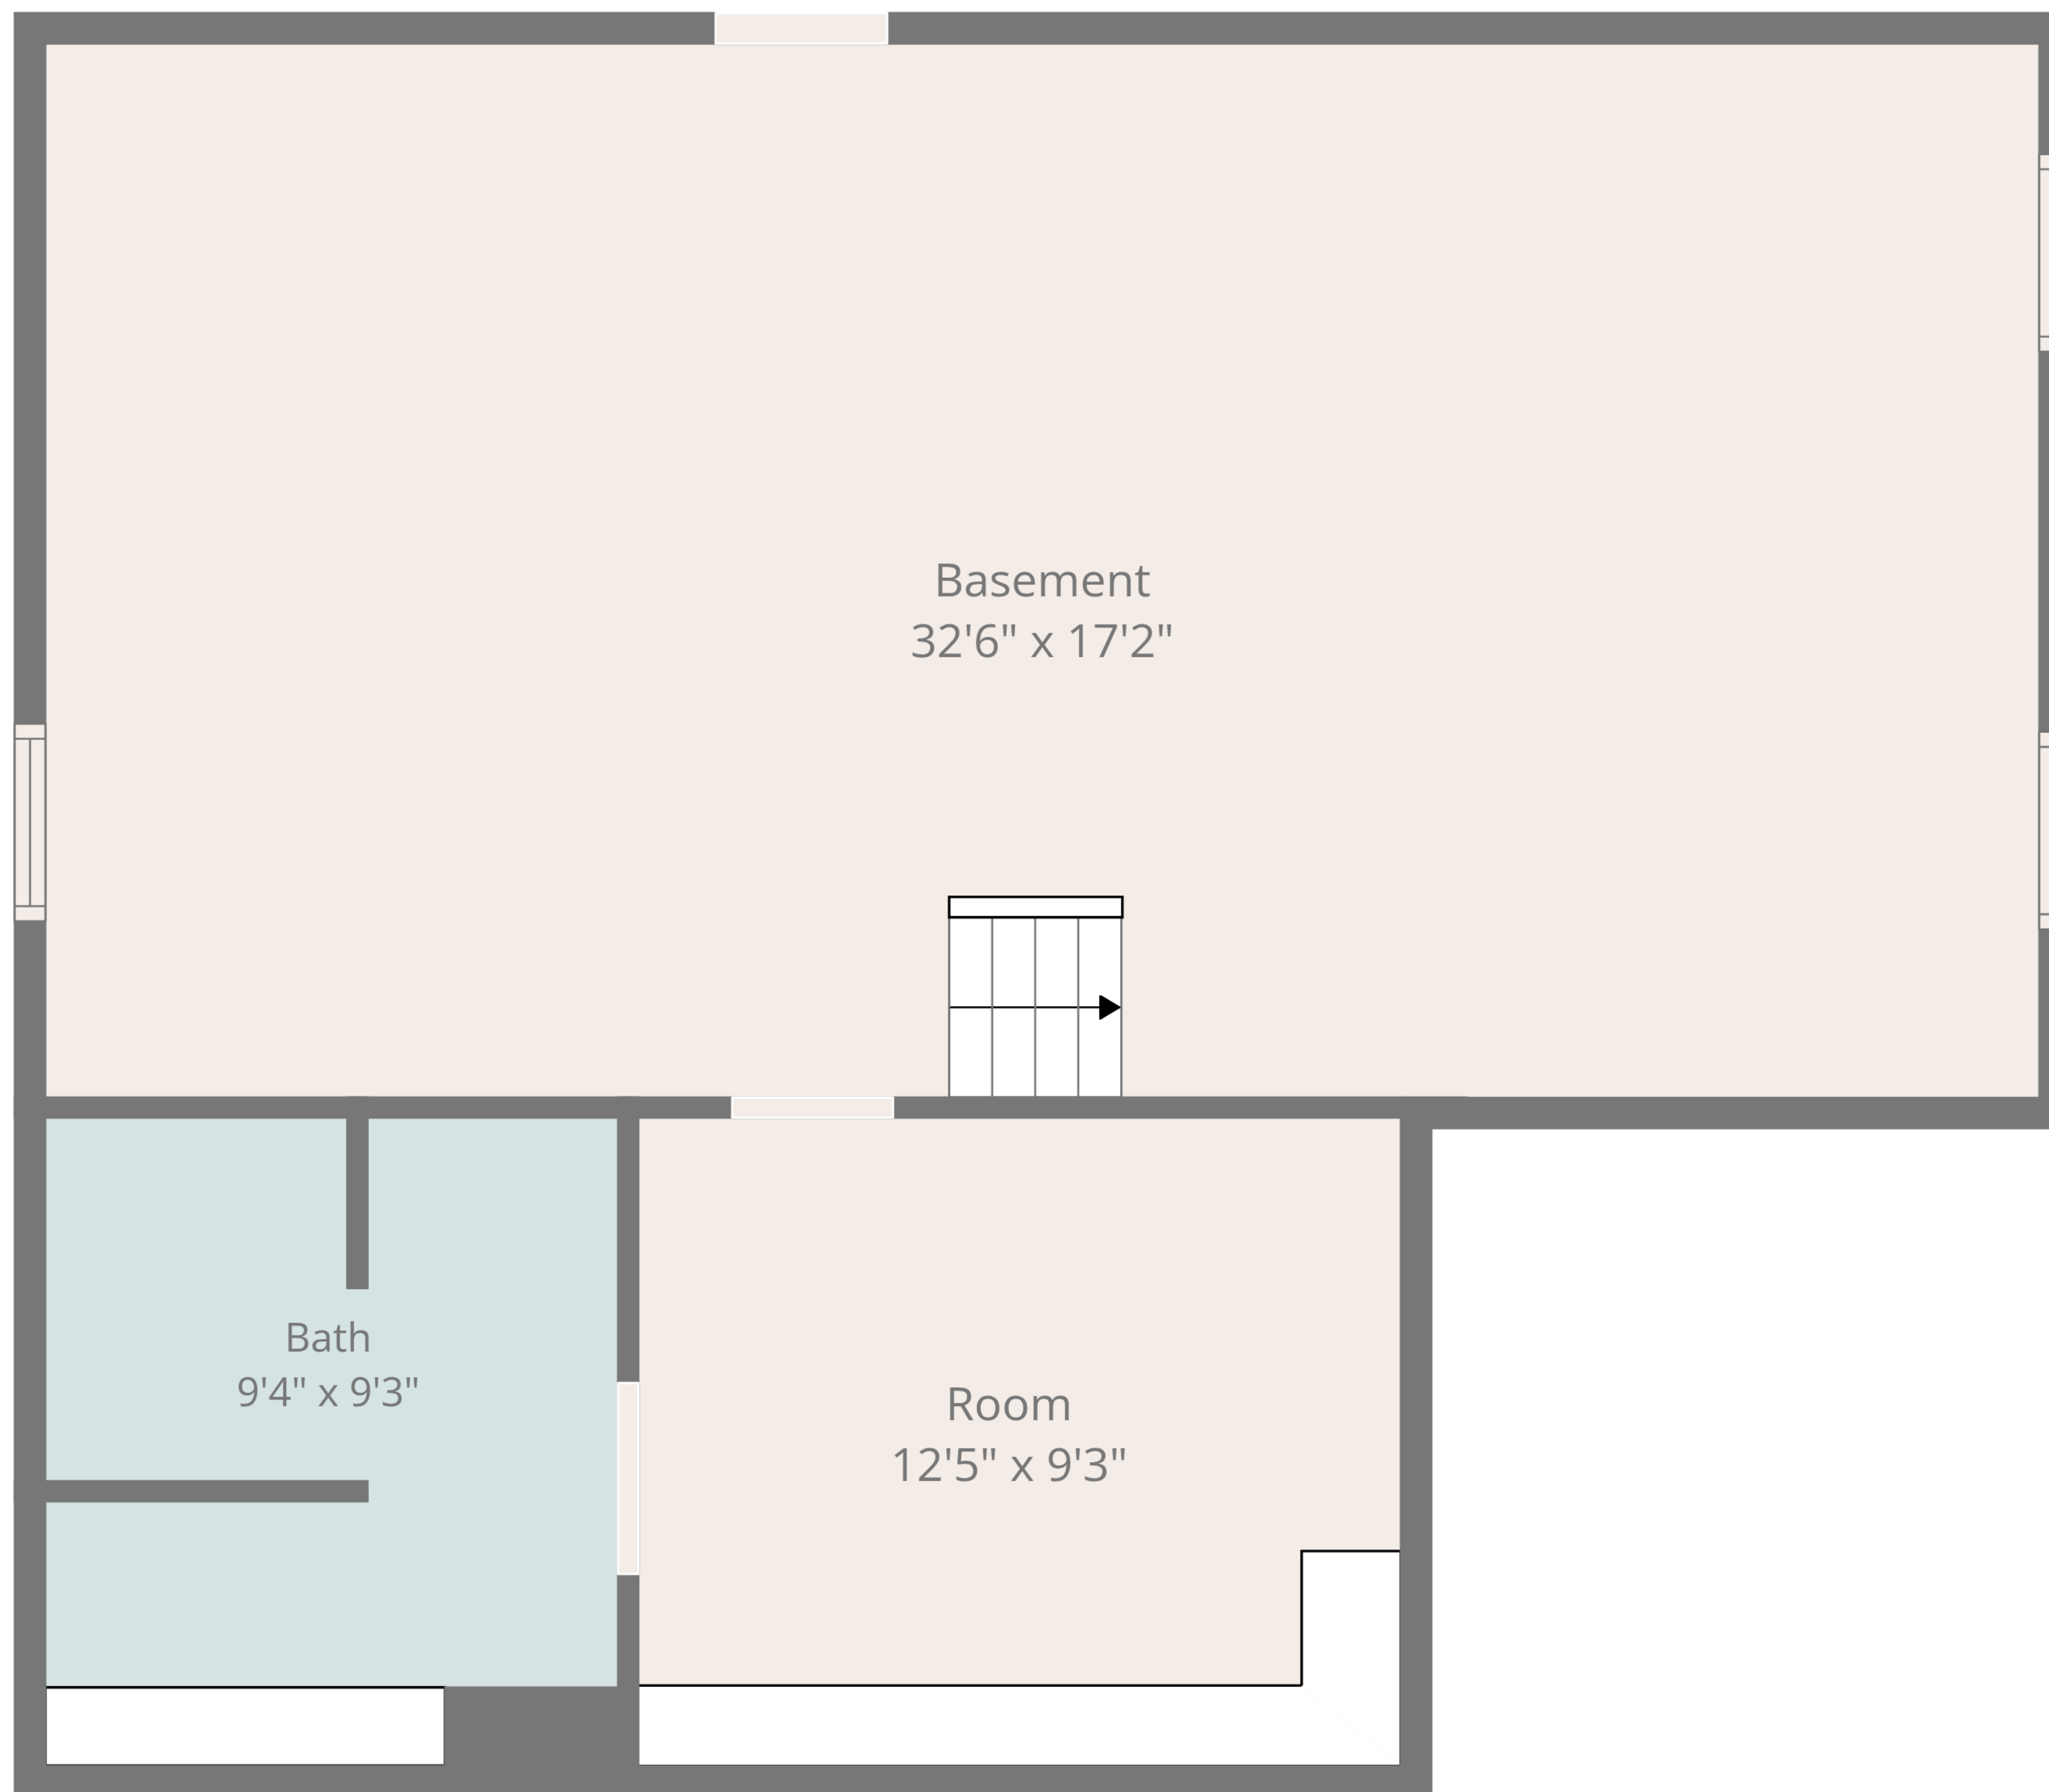 Basement
32'6" x 17'2"
Bath
9'4" x 9'3"
Room
12'5" x 9'3"